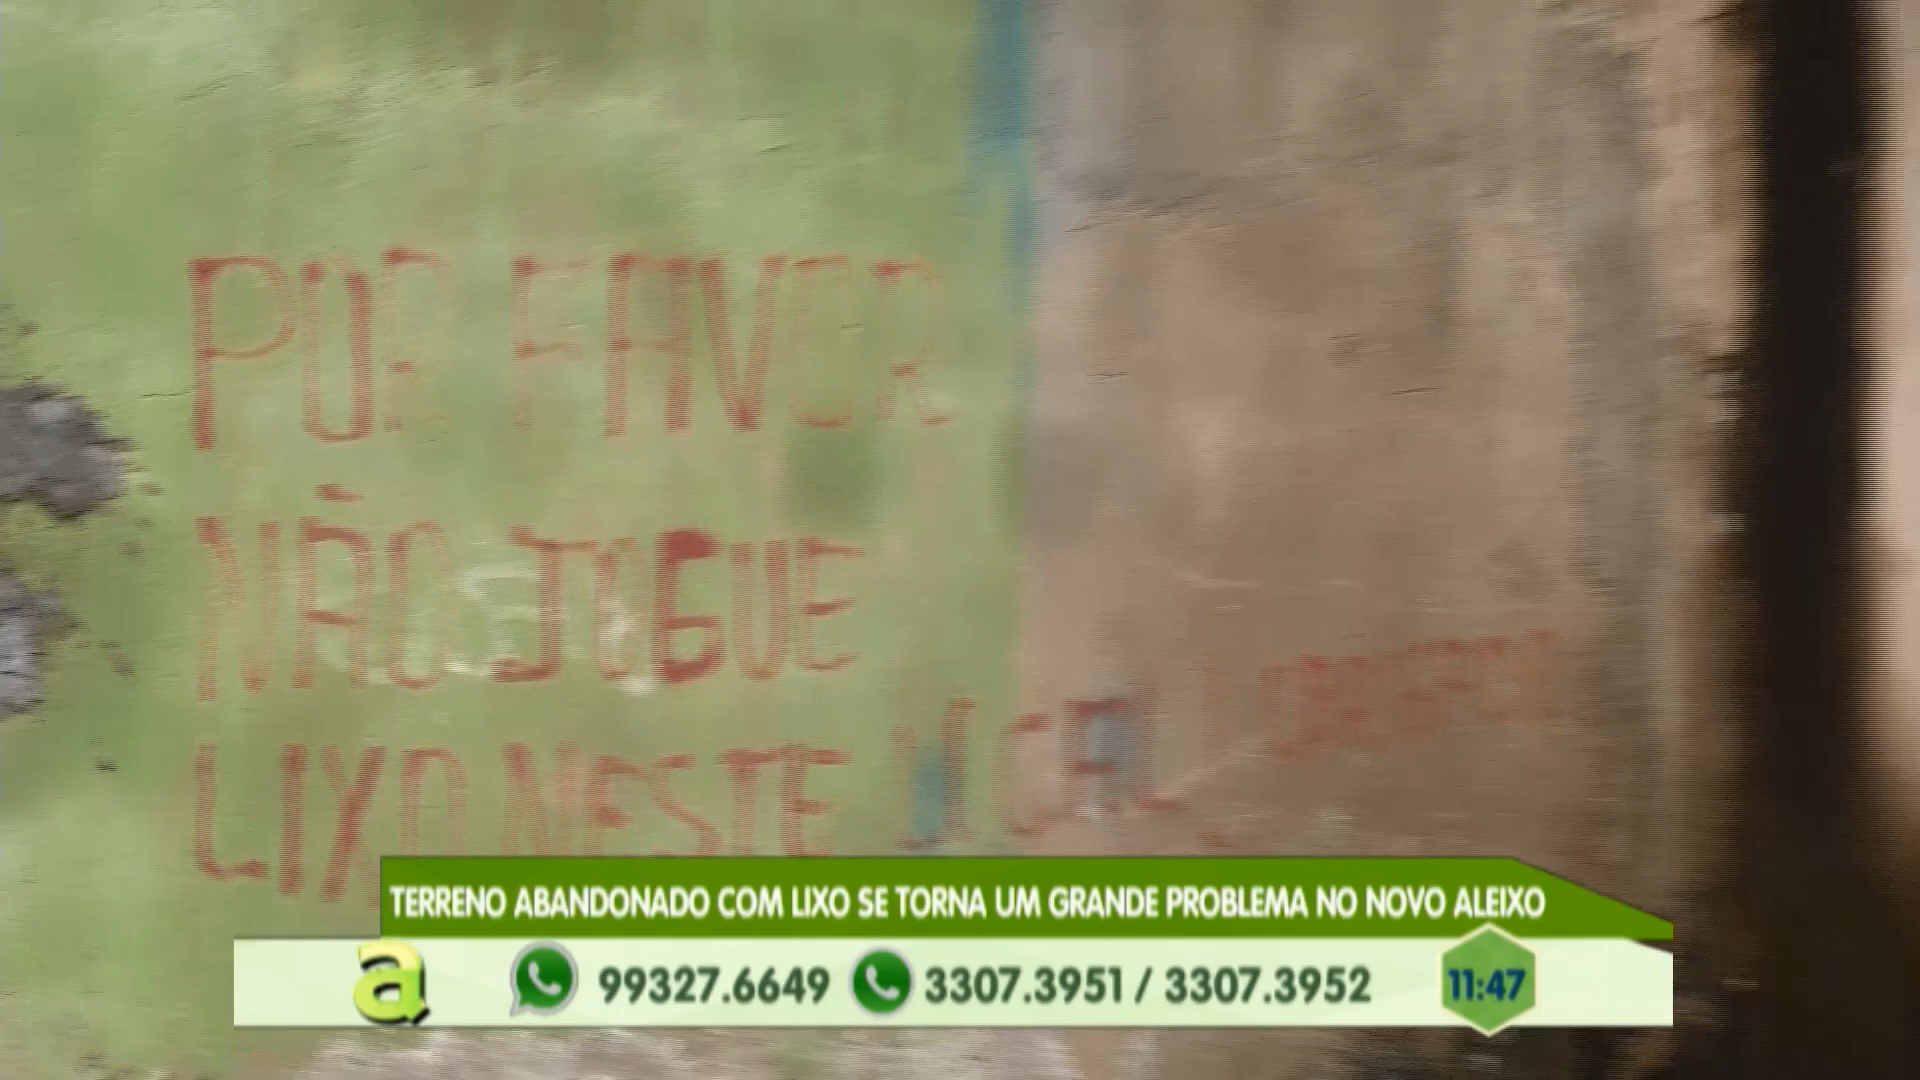 POR FAVOR
NÃO JOGUE
LIXO NESTE
TERRENO ABANDONADO COM LIXO SE TORNA UM GRANDE PROBLEMA NO NOVO ALEIXO
a 99327.6649 3307.3951 / 3307.3952 11:47